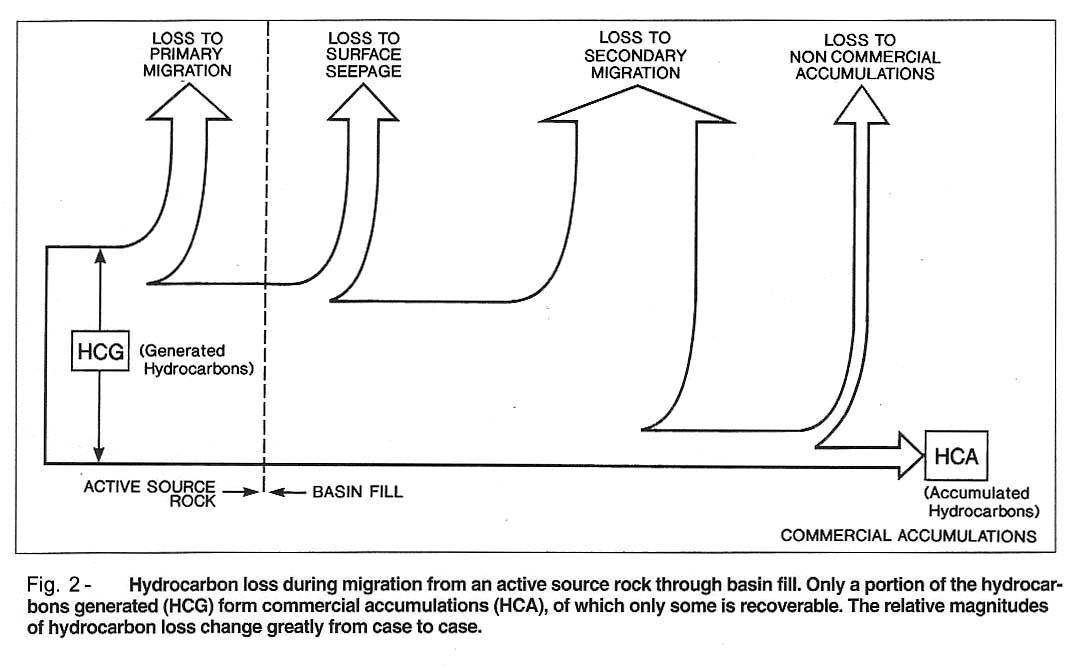 LOSS TO
PRIMARY
MIGRATION
LOSS TO
SURFACE
SEEPAGE
LOSS TO
SECONDARY
MIGRATION
LOSS TO
NON COMMERCIAL
ACCUMULATIONS
HCG
(Generated
Hydrocarbons)
ACTIVE SOURCE
ROCK
BASIN FILL
HCA
(Accumulated
Hydrocarbons)
COMMERCIAL ACCUMULATIONS
Fig. 2 - Hydrocarbon loss during migration from an active source rock through basin fill. Only a portion of the hydrocar-
bons generated (HCG) form commercial accumulations (HCA), of which only some is recoverable. The relative magnitudes
of hydrocarbon loss change greatly from case to case.